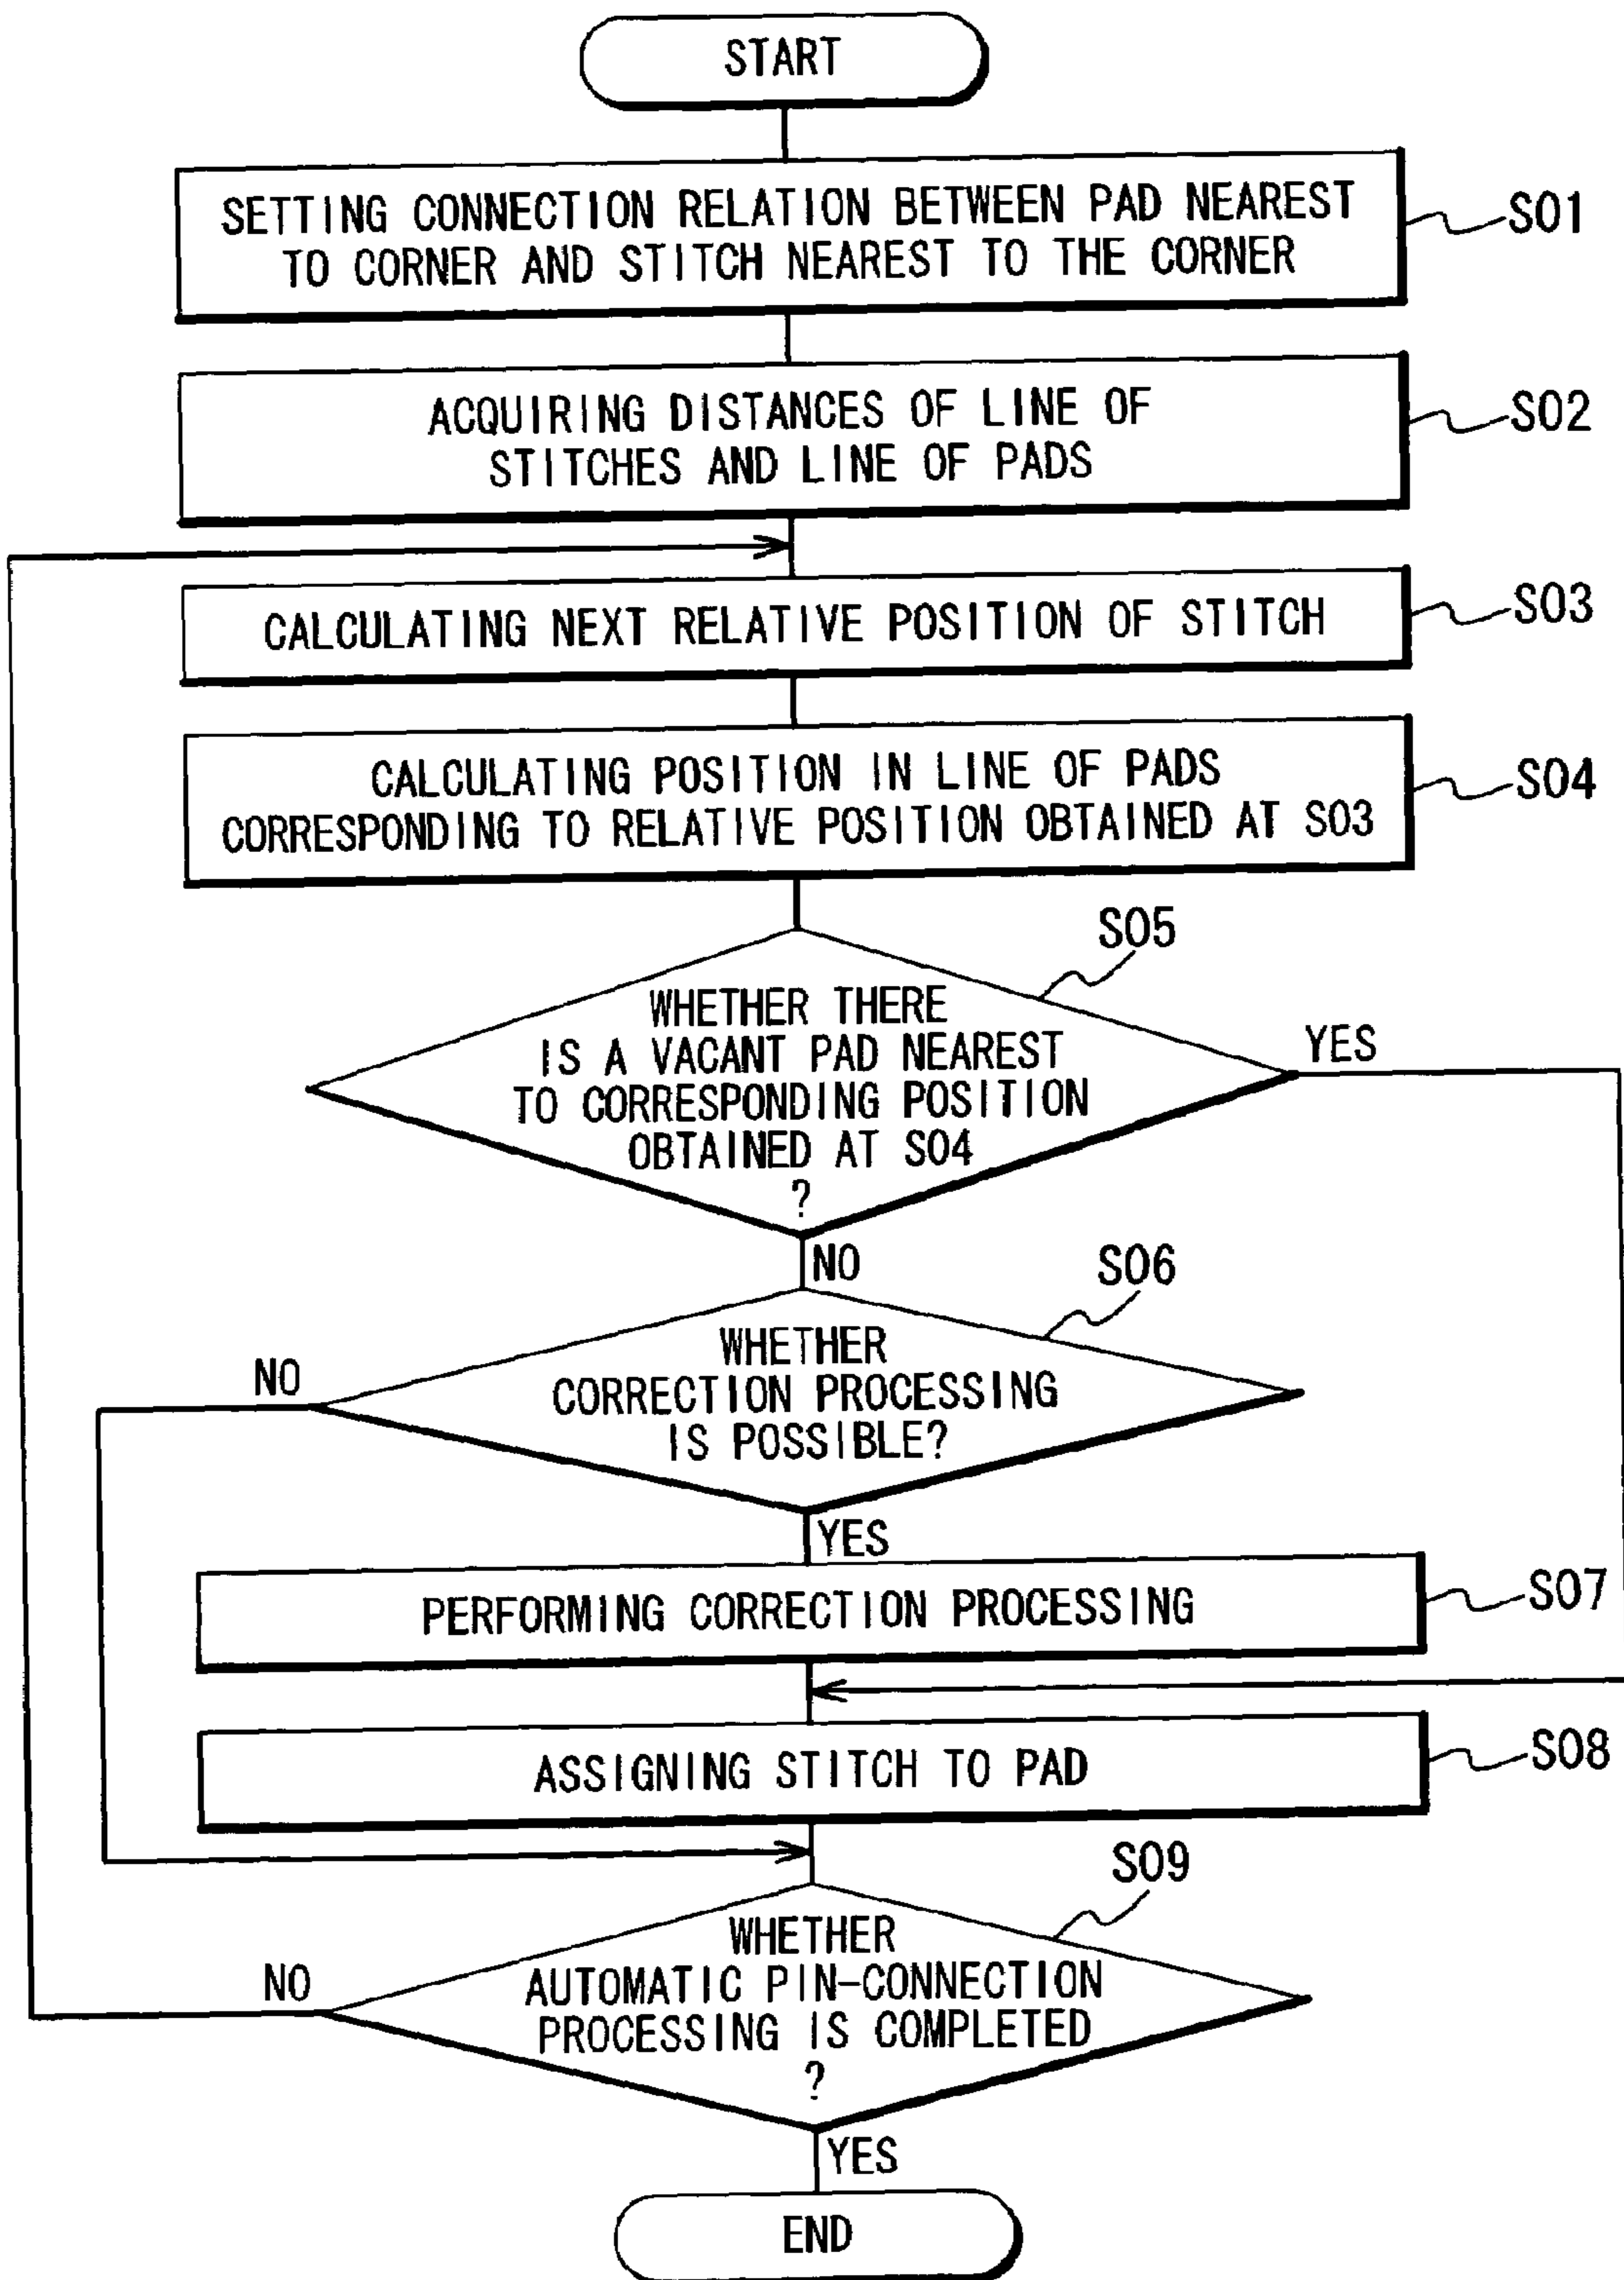 START
SETTING CONNECTION RELATION BETWEEN PAD NEAREST
TO CORNER AND STITCH NEAREST TO THE CORNER
S01
ACQUIRING DISTANCES OF LINE OF
STITCHES AND LINE OF PADS
S02
CALCULATING NEXT RELATIVE POSITION OF STITCH
S03
CALCULATING POSITION IN LINE OF PADS
CORRESPONDING TO RELATIVE POSITION OBTAINED AT S03
S04
S05
WHETHER THERE
IS A VACANT PAD NEAREST
TO CORRESPONDING POSITION
OBTAINED AT S04
?
YES
NO
S06
WHETHER
CORRECTION PROCESSING
IS POSSIBLE?
NO
YES
PERFORMING CORRECTION PROCESSING
S07
ASSIGNING STITCH TO PAD
S08
S09
WHETHER
AUTOMATIC PIN-CONNECTION
PROCESSING IS COMPLETED
?
NO
YES
END